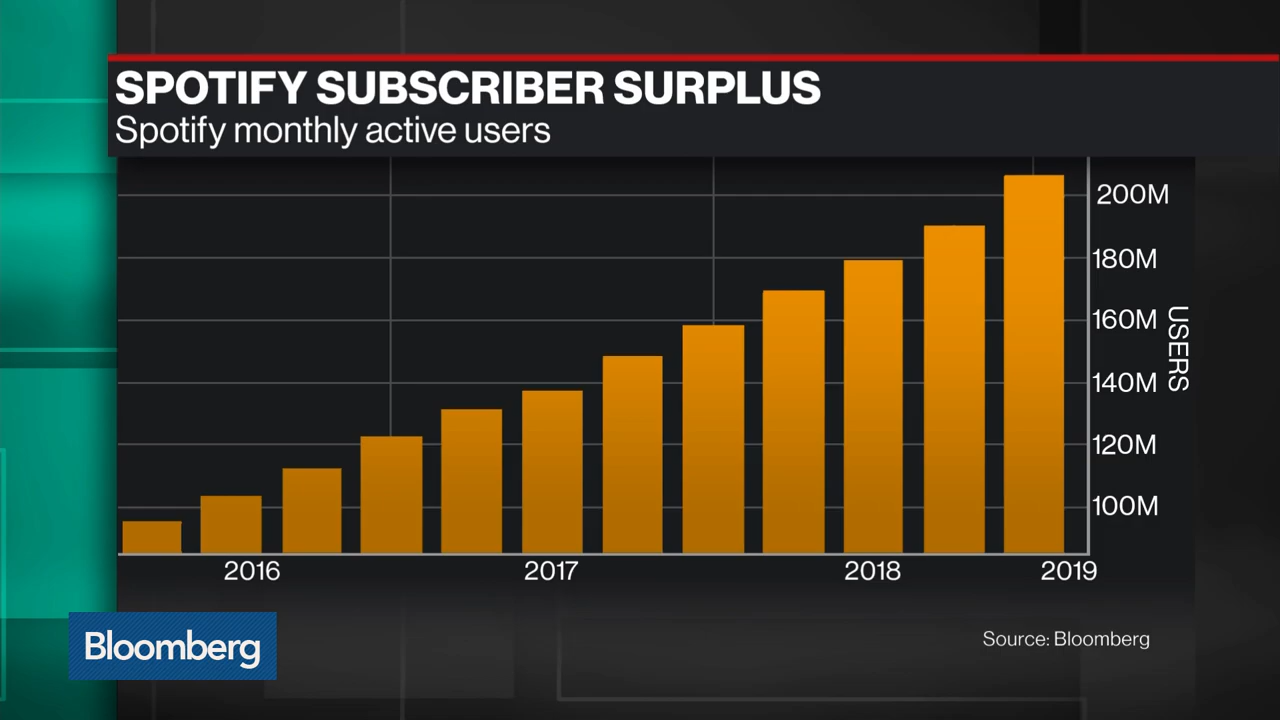 SPOTIFY SUBSCRIBER SURPLUS
Spotify monthly active users
200M
180M
160M
140M
120M
100M
USERS
2016 2017 2018 2019
Source: Bloomberg
Bloomberg